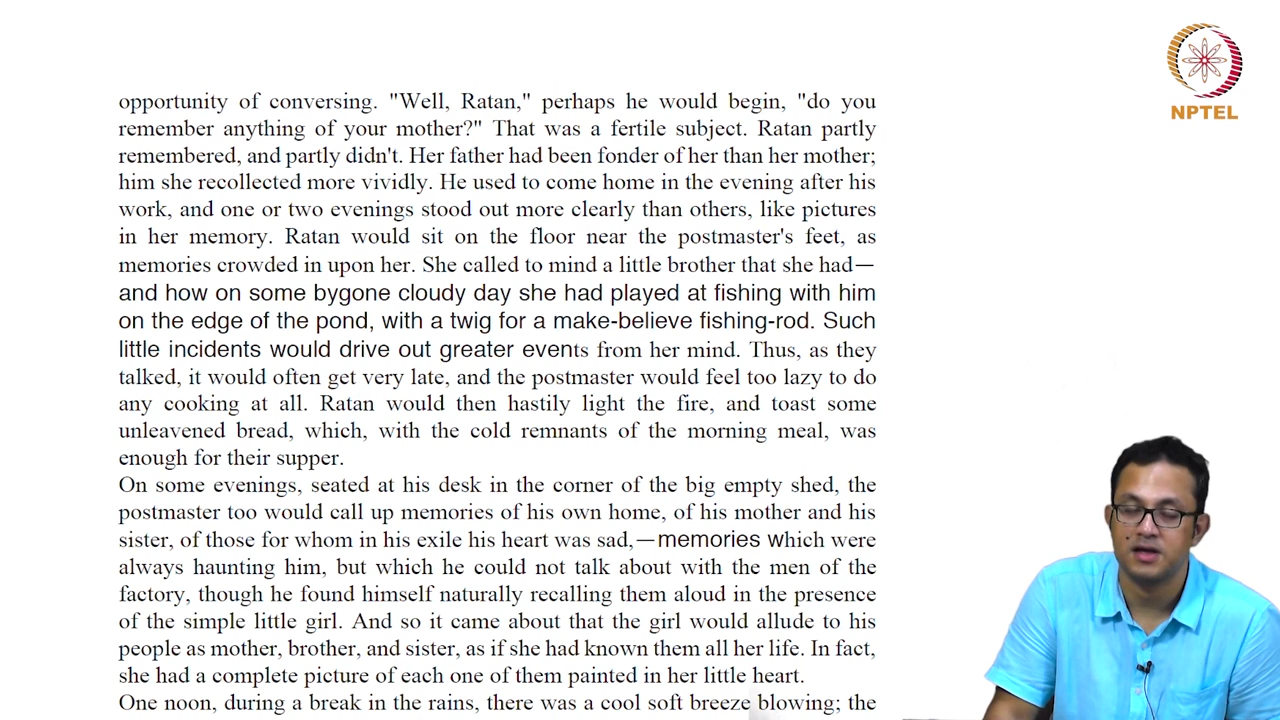 opportunity of conversing. "Well, Ratan," perhaps he would begin, "do you
remember anything of your mother?" That was a fertile subject. Ratan partly
remembered, and partly didn't. Her father had been fonder of her than her mother;
him she recollected more vividly. He used to come home in the evening after his
work, and one or two evenings stood out more clearly than others, like pictures
in her memory. Ratan would sit on the floor near the postmaster's feet, as
memories crowded in upon her. She called to mind a little brother that she had—
and how on some bygone cloudy day she had played at fishing with him
on the edge of the pond, with a twig for a make-believe fishing-rod. Such
little incidents would drive out greater events from her mind. Thus, as they
talked, it would often get very late, and the postmaster would feel too lazy to do
any cooking at all. Ratan would then hastily light the fire, and toast some
unleavened bread, which, with the cold remnants of the morning meal, was
enough for their supper.
On some evenings, seated at his desk in the corner of the big empty shed, the
postmaster too would call up memories of his own home, of his mother and his
sister, of those for whom in his exile his heart was sad,—memories which were
always haunting him, but which he could not talk about with the men of the
factory, though he found himself naturally recalling them aloud in the presence
of the simple little girl. And so it came about that the girl would allude to his
people as mother, brother, and sister, as if she had known them all her life. In fact,
she had a complete picture of each one of them painted in her little heart.
One noon, during a break in the rains, there was a cool soft breeze blowing; the
NPTEL